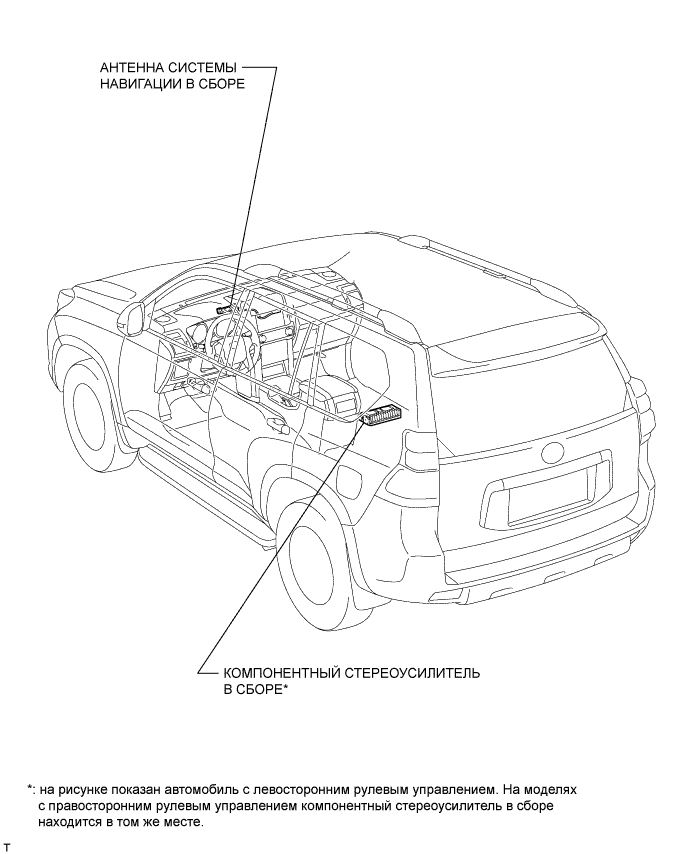 АНТЕННА СИСТЕМЫ
НАВИГАЦИИ В СБОРЕ
КОМПОНЕНТНЫЙ СТЕРЕОУСИЛИТЕЛЬ
В СБОРЕ*
*: на рисунке показан автомобиль с левосторонним рулевым управлением. На моделях
с правосторонним рулевым управлением компонентный стереоусилитель в сборе
находится в том же месте.
T